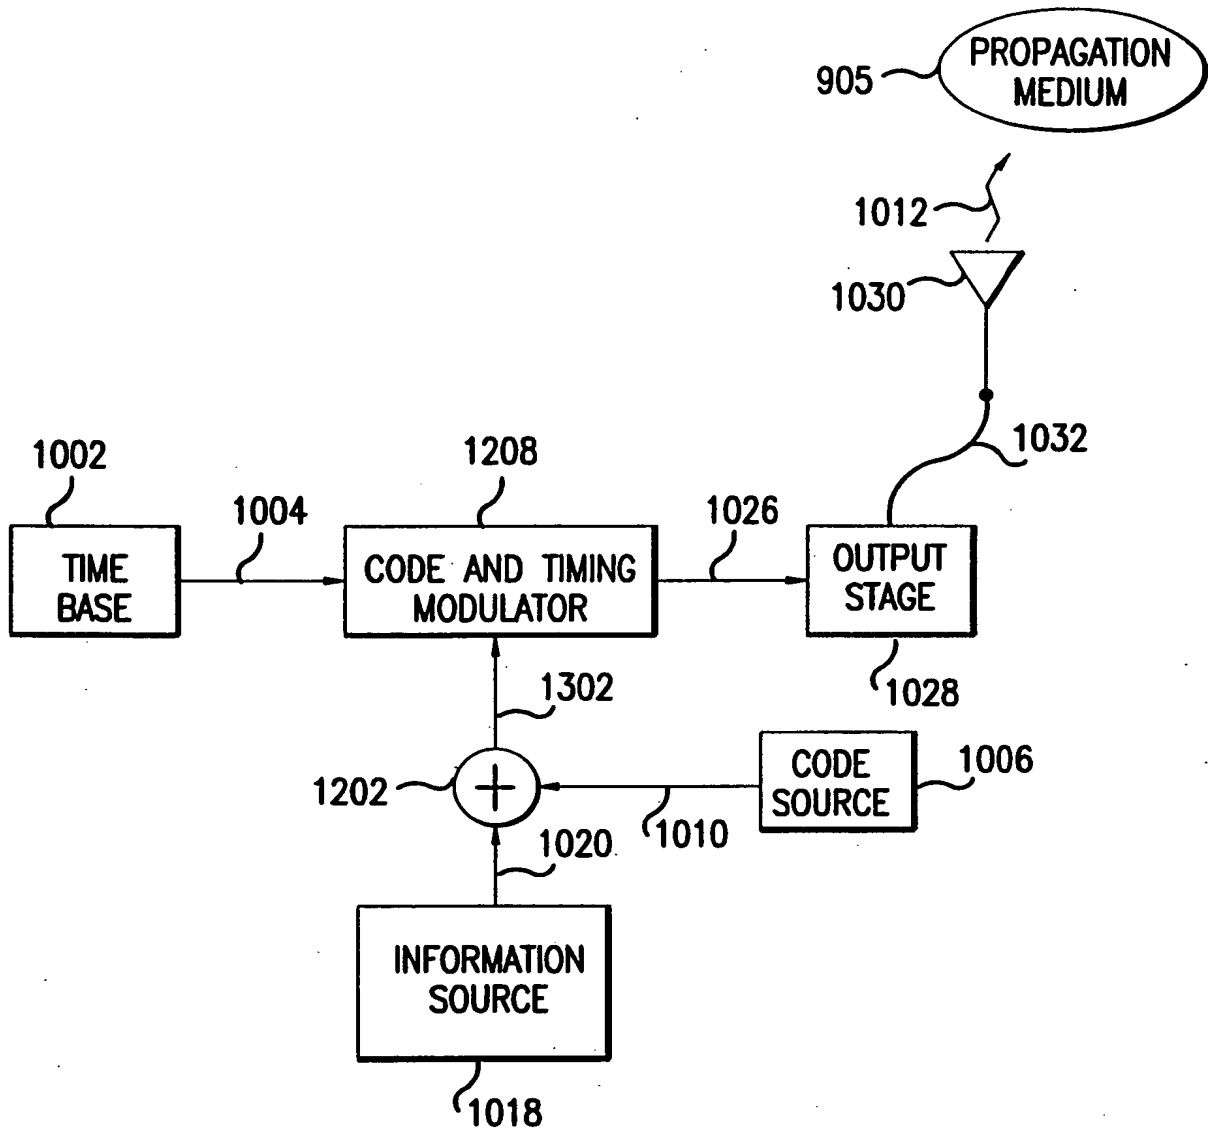 PROPAGATION
MEDIUM
905
1012
1030
1032
1002
1004
1208
1026
TIME
BASE
CODE AND TIMING
MODULATOR
OUTPUT
STAGE
1028
1302
1202
+
CODE
SOURCE
1006
1010
1020
INFORMATION
SOURCE
1018